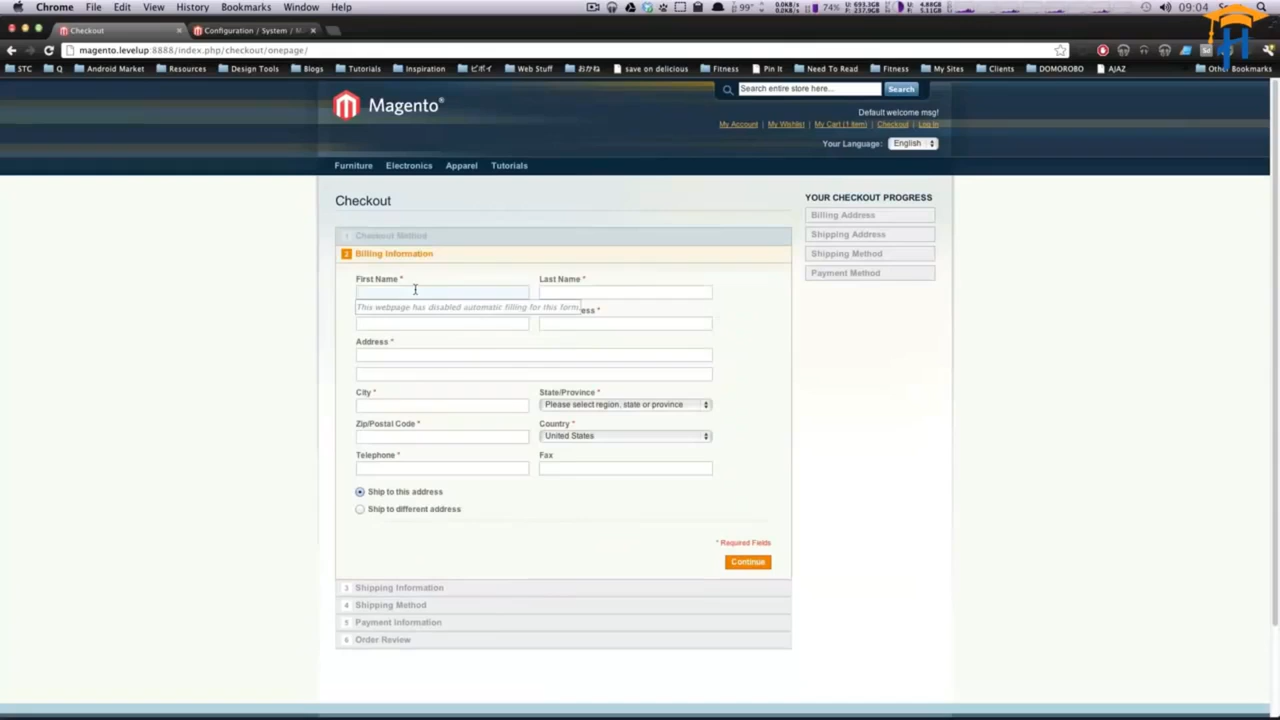 Chrome File Edit View History Bookmarks Window Help 99° 74% 09:04
Checkout Configuration / System /
magento.levelup:8888/index.php/checkout/onepage/
STC Q Android Market Resources Design Tools Blogs Tutorials Inspiration Web Stuff おかね save on delicious Fitness Pin It Need To Read Fitness My Sites Clients DOMOROBO AJAZ Other Bookmarks
Search entire store here... Search
Magento®
Default welcome msg!
My Account My Wishlist My Cart (1 item) Checkout Log In
Your Language: English
Furniture Electronics Apparel Tutorials
Checkout
1 Checkout Method
2 Billing Information
First Name * Last Name *
This webpage has disabled automatic filling for this form.
Address *
City * State/Province *
Please select region, state or province
Zip/Postal Code * Country *
United States
Telephone * Fax
Ship to this address
Ship to different address
* Required Fields
Continue
3 Shipping Information
4 Shipping Method
5 Payment Information
6 Order Review
YOUR CHECKOUT PROGRESS
Billing Address
Shipping Address
Shipping Method
Payment Method